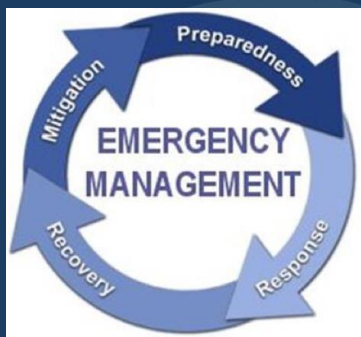 Preparedness
Mitigation
EMERGENCY
MANAGEMENT
Response
Recovery